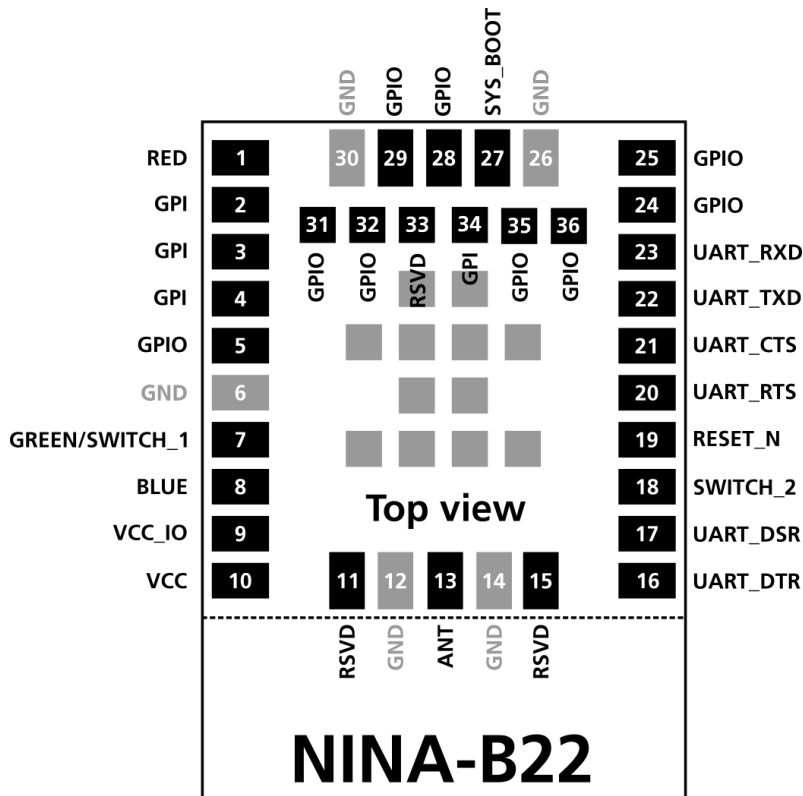 GND GPIO GPIO SYS_BOOT GND
30 29 28 27 26
RED 1 25 GPIO
GPI 2 24 GPIO
31 32 33 34 35 36
GPIO GPIO RSVD GPI GPIO GPIO
GPI 3 23 UART_RXD
GPI 4 22 UART_TXD
GPIO 5 21 UART_CTS
GND 6 20 UART_RTS
GREEN/SWITCH_1 7 19 RESET_N
BLUE 8 18 SWITCH_2
Top view
VCC_IO 9 17 UART_DSR
VCC 10 16 UART_DTR
11 12 13 14 15
RSVD GND ANT GND RSVD
NINA-B22